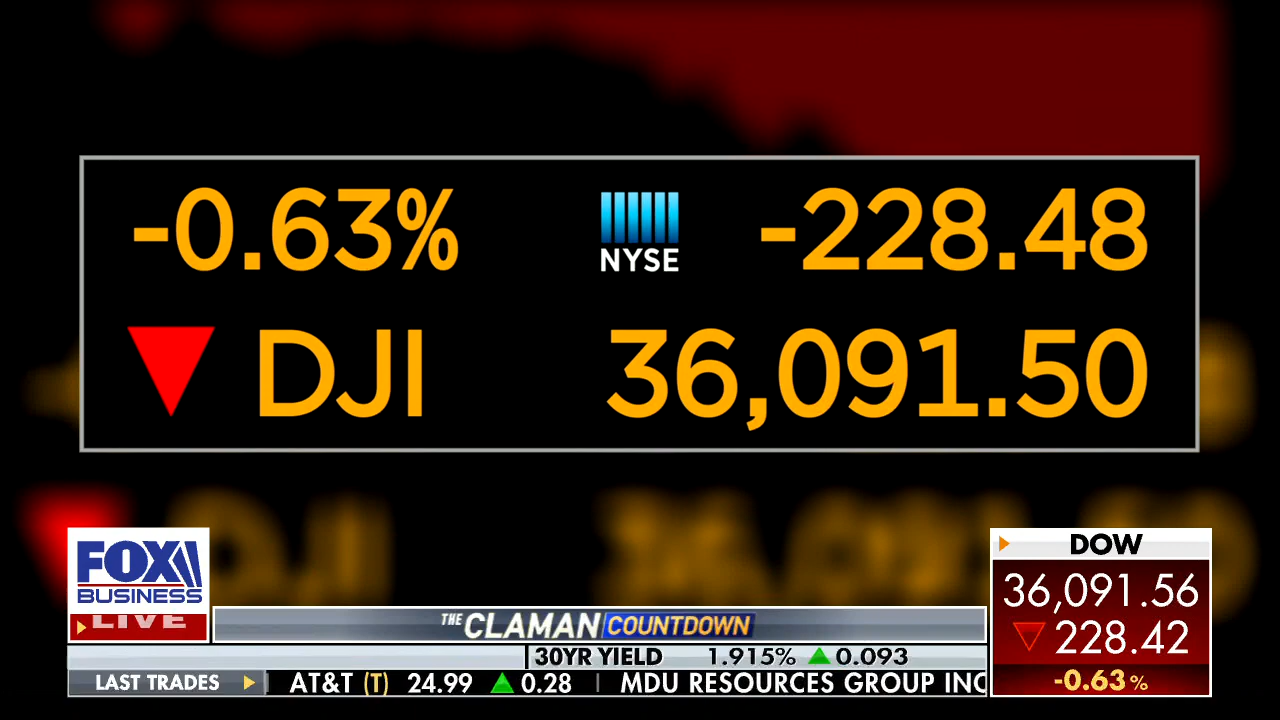 -0.63% NYSE -228.48
DJI 36,091.50
FOX
BUSINESS
LIVE
THE CLAMAN COUNTDOWN
DOW
36,091.56
228.42
-0.63%
30YR YIELD 1.915% 0.093
LAST TRADES AT&T (T) 24.99 0.28 | MDU RESOURCES GROUP INC